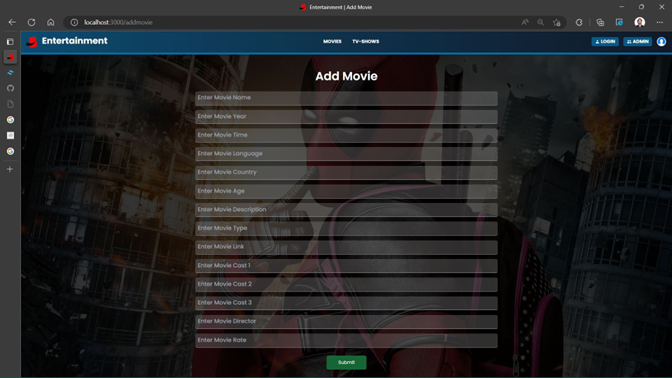 Entertainment | Add Movie
localhost:3000/addmovie
Entertainment
MOVIES
TV-SHOWS
LOGIN
ADMIN
Add Movie
Enter Movie Name
Enter Movie Year
Enter Movie Time
Enter Movie Language
Enter Movie Country
Enter Movie Age
Enter Movie Description
Enter Movie Type
Enter Movie Link
Enter Movie Cast 1
Enter Movie Cast 2
Enter Movie Cast 3
Enter Movie Director
Enter Movie Rate
Submit